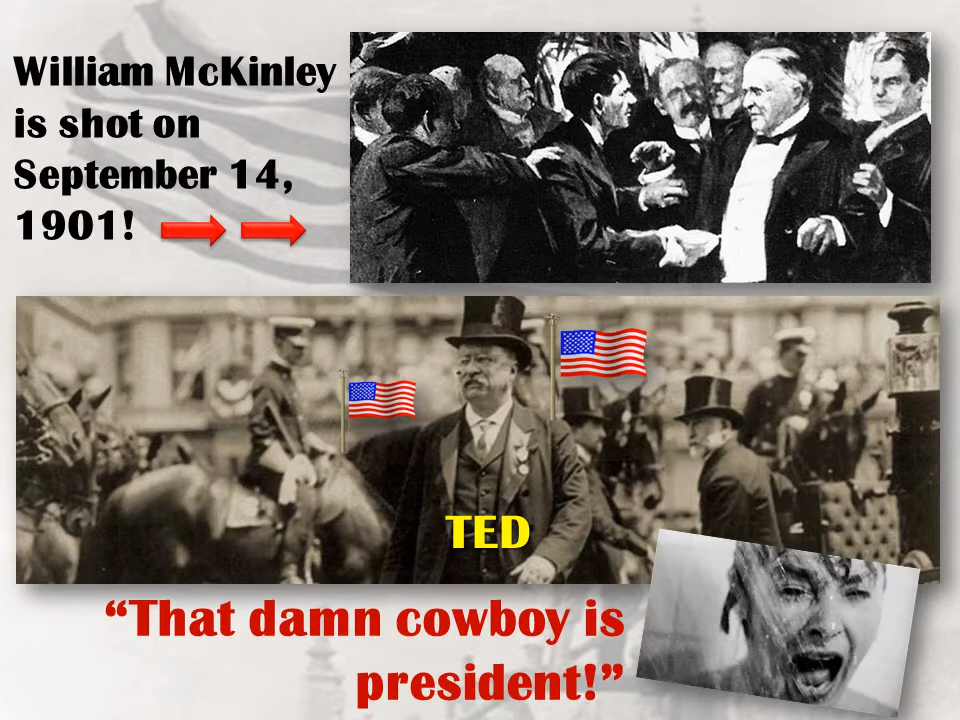 William McKinley
is shot on
September 14,
1901!
TED
“That damn cowboy is
president!”